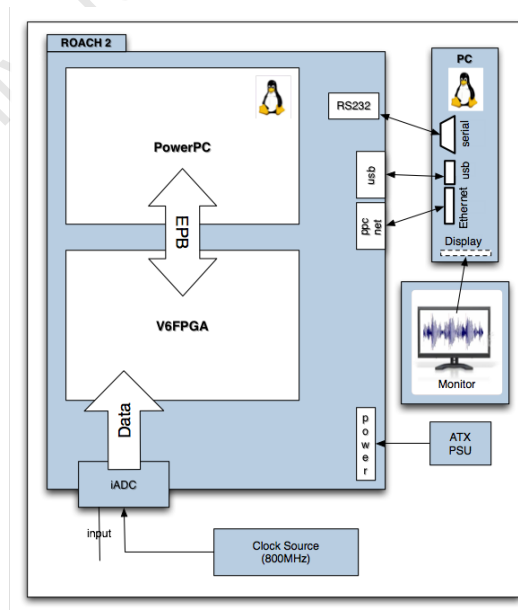 ROACH 2
PowerPC
EPB
V6FPGA
Data
iADC
input
Clock Source
(800MHz)
RS232
usb
ppc
net
power
ATX
PSU
PC
serial
usb
Ethernet
Display
Monitor